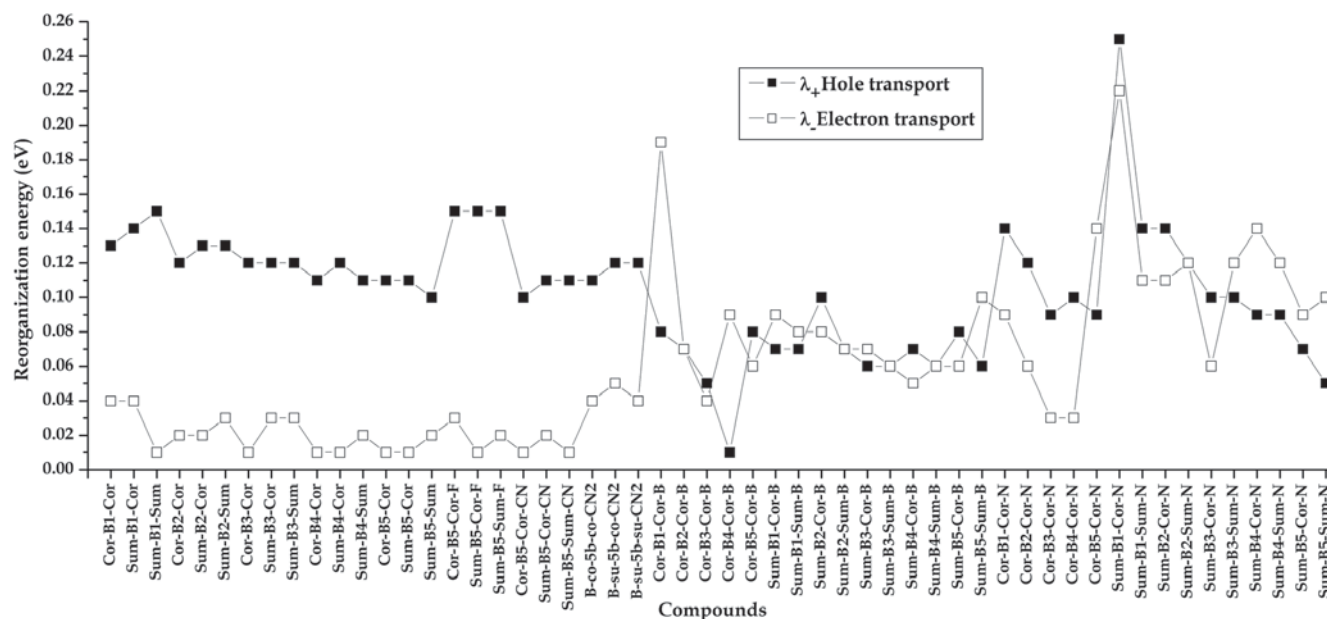 0.26
0.24
0.22
0.20
0.18
0.16
0.14
0.12
0.10
0.08
0.06
0.04
0.02
0.00
Reorganization energy (eV)
λ+Hole transport
λ-Electron transport
Cor-B1-Cor
Sum-B1-Cor
Sum-B1-Sum
Cor-B2-Cor
Sum-B2-Cor
Sum-B2-Sum
Cor-B3-Cor
Sum-B3-Cor
Sum-B3-Sum
Cor-B4-Cor
Sum-B4-Cor
Sum-B4-Sum
Cor-B5-Cor
Sum-B5-Cor
Sum-B5-Sum
Cor-B5-Cor-F
Sum-B5-Cor-F
Sum-B5-Sum-F
Cor-B5-Cor-CN
Sum-B5-Cor-CN
Sum-B5-Sum-CN
B-co-5b-co-CN2
B-su-5b-co-CN2
B-su-5b-su-CN2
Cor-B1-Cor-B
Cor-B2-Cor-B
Cor-B3-Cor-B
Cor-B4-Cor-B
Cor-B5-Cor-B
Sum-B1-Cor-B
Sum-B1-Sum-B
Sum-B2-Cor-B
Sum-B2-Sum-B
Sum-B3-Cor-B
Sum-B3-Sum-B
Sum-B4-Cor-B
Sum-B4-Sum-B
Sum-B5-Cor-B
Sum-B5-Sum-B
Cor-B1-Cor-N
Cor-B2-Cor-N
Cor-B3-Cor-N
Cor-B4-Cor-N
Cor-B5-Cor-N
Sum-B1-Cor-N
Sum-B1-Sum-N
Sum-B2-Cor-N
Sum-B2-Sum-N
Sum-B3-Cor-N
Sum-B3-Sum-N
Sum-B4-Cor-N
Sum-B4-Sum-N
Sum-B5-Cor-N
Sum-B5-Sum-N
Compounds